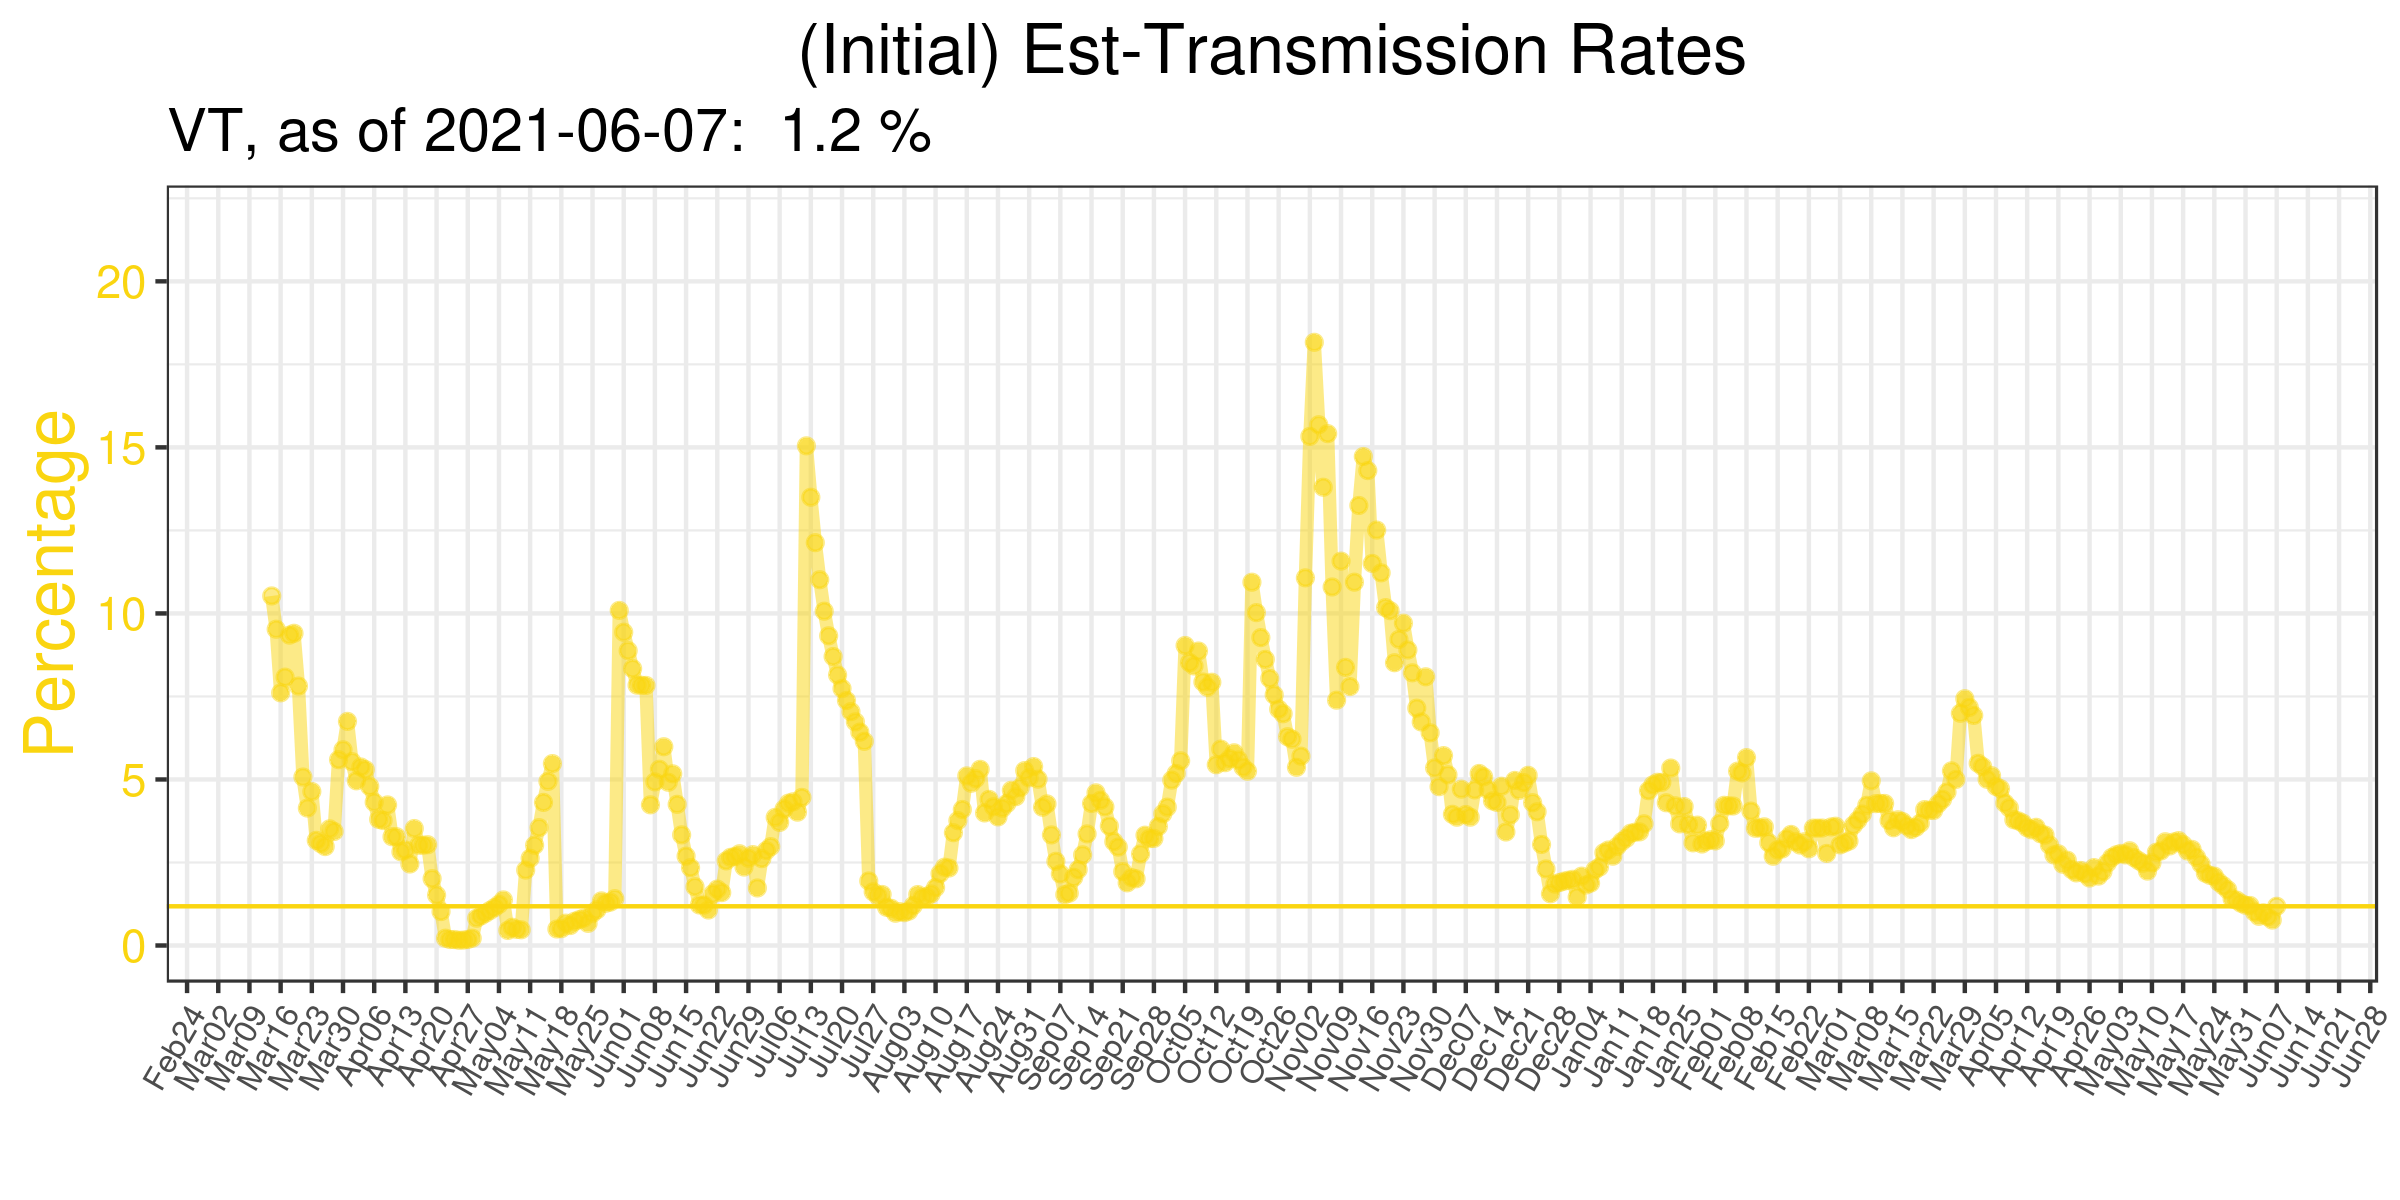 (Initial) Est-Transmission Rates
VT, as of 2021-06-07:  1.2 %
Percentage
20
15
10
5
0
Feb24
Mar02
Mar09
Mar16
Mar23
Mar30
Apr06
Apr13
Apr20
Apr27
May04
May11
May18
May25
Jun01
Jun08
Jun15
Jun22
Jun29
Jul06
Jul13
Jul20
Jul27
Aug03
Aug10
Aug17
Aug24
Aug31
Sep07
Sep14
Sep21
Sep28
Oct05
Oct12
Oct19
Oct26
Nov02
Nov09
Nov16
Nov23
Nov30
Dec07
Dec14
Dec21
Dec28
Jan04
Jan11
Jan18
Jan25
Feb01
Feb08
Feb15
Feb22
Mar01
Mar08
Mar15
Mar22
Mar29
Apr05
Apr12
Apr19
Apr26
May03
May10
May17
May24
May31
Jun07
Jun14
Jun21
Jun28